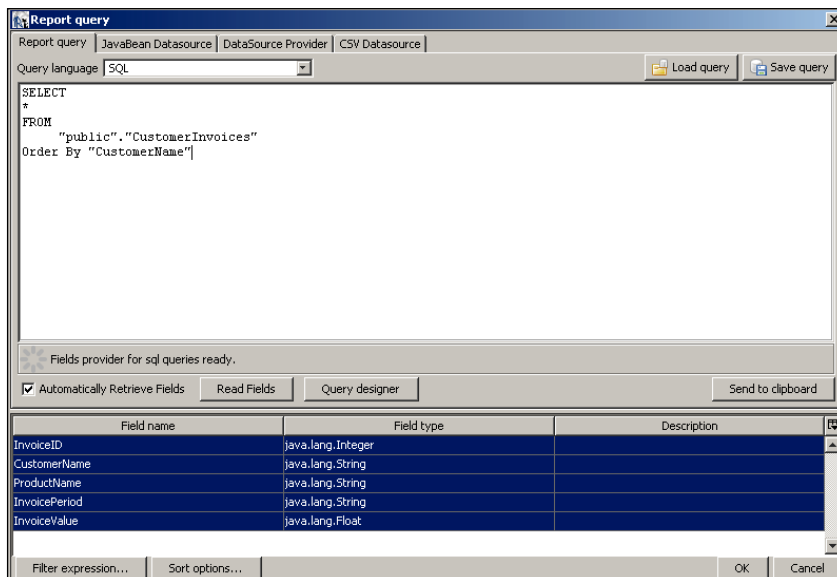 Report query
Report query JavaBean Datasource DataSource Provider CSV Datasource
Query language SQL Load query Save query
SELECT
*
FROM
"public"."CustomerInvoices"
Order By "CustomerName"
Fields provider for sql queries ready.
Automatically Retrieve Fields Read Fields Query designer Send to clipboard
Field name Field type Description
InvoiceID java.lang.Integer
CustomerName java.lang.String
ProductName java.lang.String
InvoicePeriod java.lang.String
InvoiceValue java.lang.Float
Filter expression... Sort options... OK Cancel